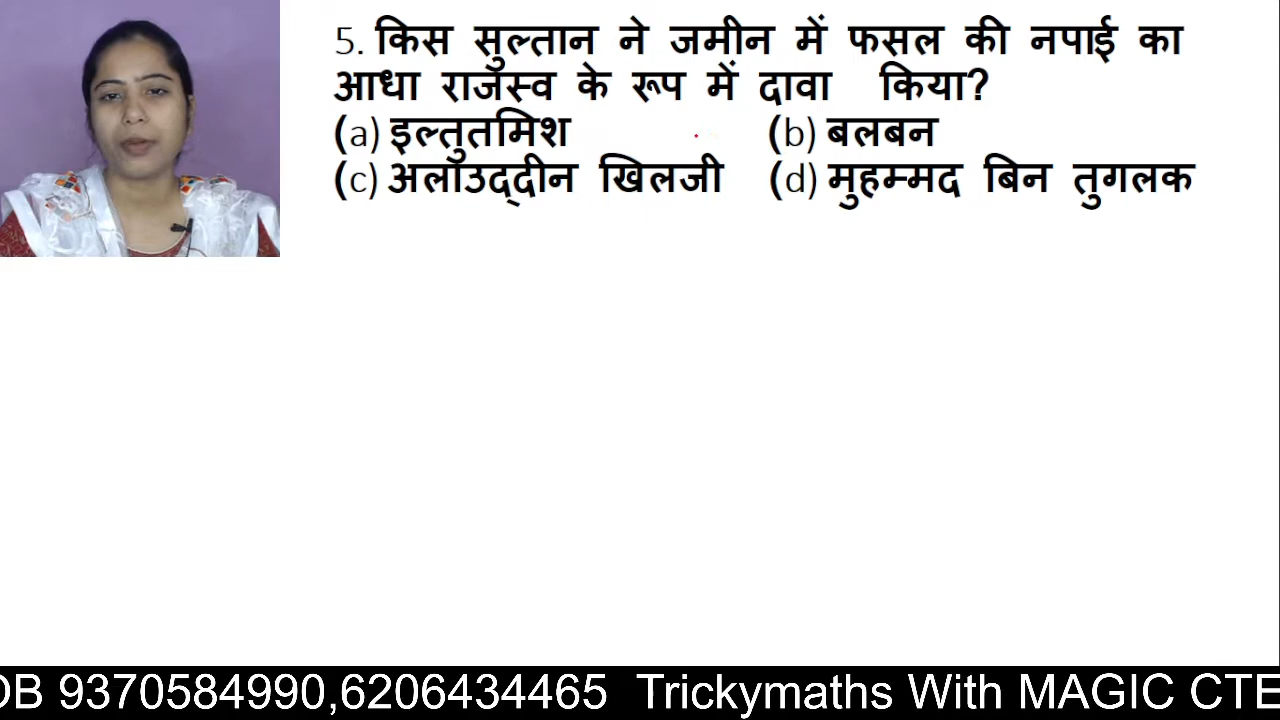 5. किस सुल्तान ने जमीन में फसल की नपाई का
आधा राजस्व के रूप में दावा किया?
(a) इल्तुतमिश (b) बलबन
(c) अलाउद्दीन खिलजी (d) मुहम्मद बिन तुगलक
OB 9370584990,6206434465 Trickymaths With MAGIC CTE